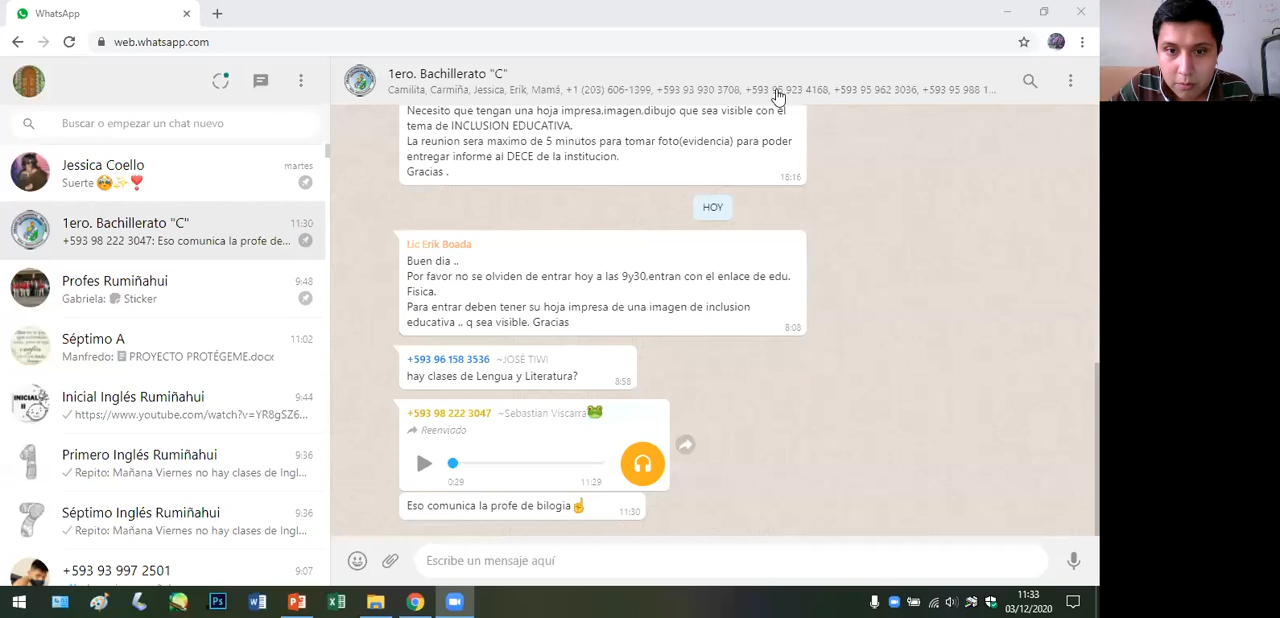 WhatsApp
web.whatsapp.com
Buscar o empezar un chat nuevo
Jessica Coello
martes
Suerte 🥺✨❣️
1ero. Bachillerato "C"
11:30
+593 98 222 3047: Eso comunica la profe de...
Profes Rumiñahui
9:48
Gabriela: Sticker
Séptimo A
11:02
Manfredo: PROYECTO PROTÉGEME.docx
Inicial Inglés Rumiñahui
9:44
https://www.youtube.com/watch?v=YR8gSZ6...
Primero Inglés Rumiñahui
9:36
Repito: Mañana Viernes no hay clases de Ingl...
Séptimo Inglés Rumiñahui
9:36
Repito: Mañana Viernes no hay clases de Ingl...
+593 93 997 2501
9:07
1ero. Bachillerato "C"
Camilita, Carmiña, Jessica, Erik, Mamá, +1 (203) 606-1399, +593 93 930 3708, +593 923 4168, +593 95 962 3036, +593 95 988 1...
Necesito que tengan una hoja impresa,imagen,dibujo que sea visible con el
tema de INCLUSION EDUCATIVA.
La reunion sera maximo de 5 minutos para tomar foto(evidencia) para poder
entregar informe al DECE de la institucion.
Gracias .
18:16
HOY
Lic Erik Boada
Buen dia ..
Por favor no se olviden de entrar hoy a las 9y30,entran con el enlace de edu.
Fisica.
Para entrar deben tener su hoja impresa de una imagen de inclusion
educativa .. q sea visible. Gracias
8:08
+593 96 158 3536 ~JOSÉ TIWI
hay clases de Lengua y Literatura?
8:58
+593 98 222 3047 ~Sebastian Viscarra🐸
Reenviado
0:29
11:29
Eso comunica la profe de bilogia☝
11:30
Escribe un mensaje aquí
Ps
11:33
03/12/2020